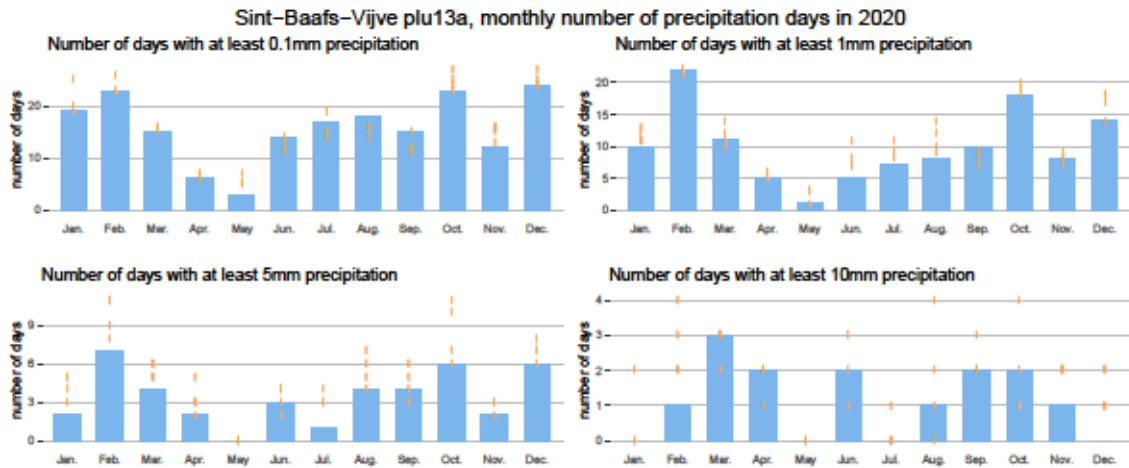 Sint-Baafs-Vijve plu13a, monthly number of precipitation days in 2020
Number of days with at least 0.1mm precipitation
number of days
20
10
0
Jan. Feb. Mar. Apr. May Jun. Jul. Aug. Sep. Oct. Nov. Dec.
Number of days with at least 1mm precipitation
number of days
20
15
10
5
0
Jan. Feb. Mar. Apr. May Jun. Jul. Aug. Sep. Oct. Nov. Dec.
Number of days with at least 5mm precipitation
number of days
9
6
3
0
Jan. Feb. Mar. Apr. May Jun. Jul. Aug. Sep. Oct. Nov. Dec.
Number of days with at least 10mm precipitation
number of days
4
3
2
1
0
Jan. Feb. Mar. Apr. May Jun. Jul. Aug. Sep. Oct. Nov. Dec.